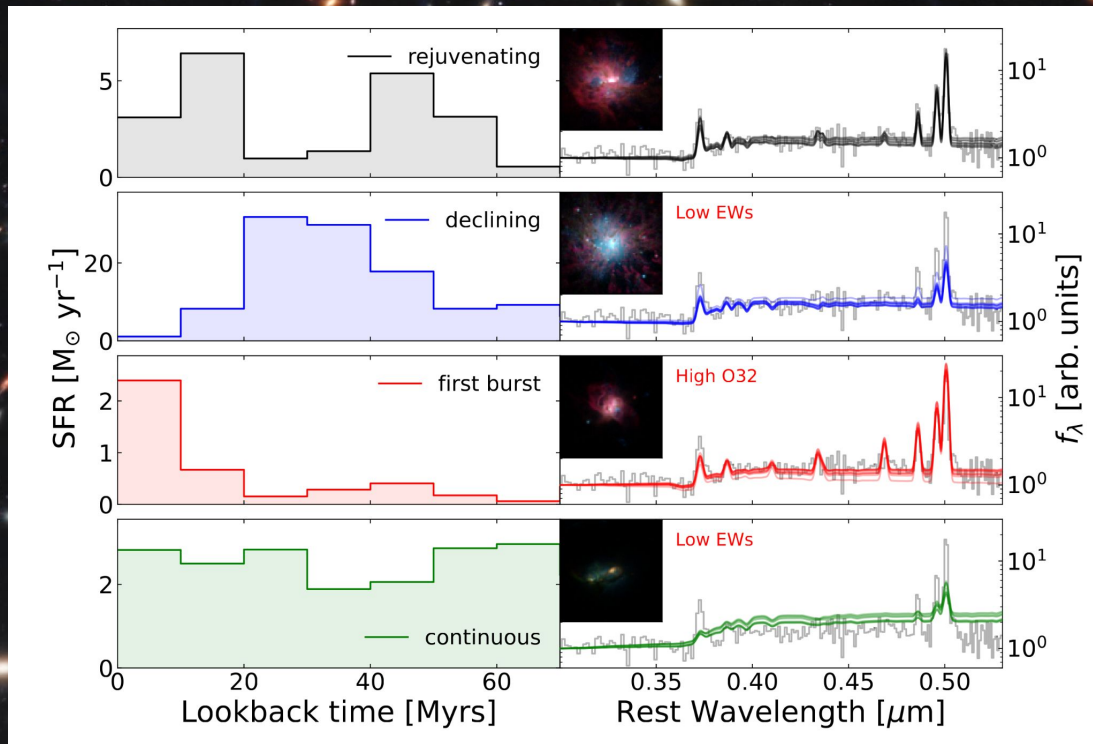 rejuvenating
5
0
10¹
10⁰
declining
Low EWs
20
0
10¹
10⁰
first burst
High O32
2
1
0
10¹
10⁰
continuous
Low EWs
2
0
10¹
10⁰
SFR [M⊙ yr⁻¹]
f_λ [arb. units]
0 20 40 60
0.35 0.40 0.45 0.50
Lookback time [Myrs]
Rest Wavelength [μm]